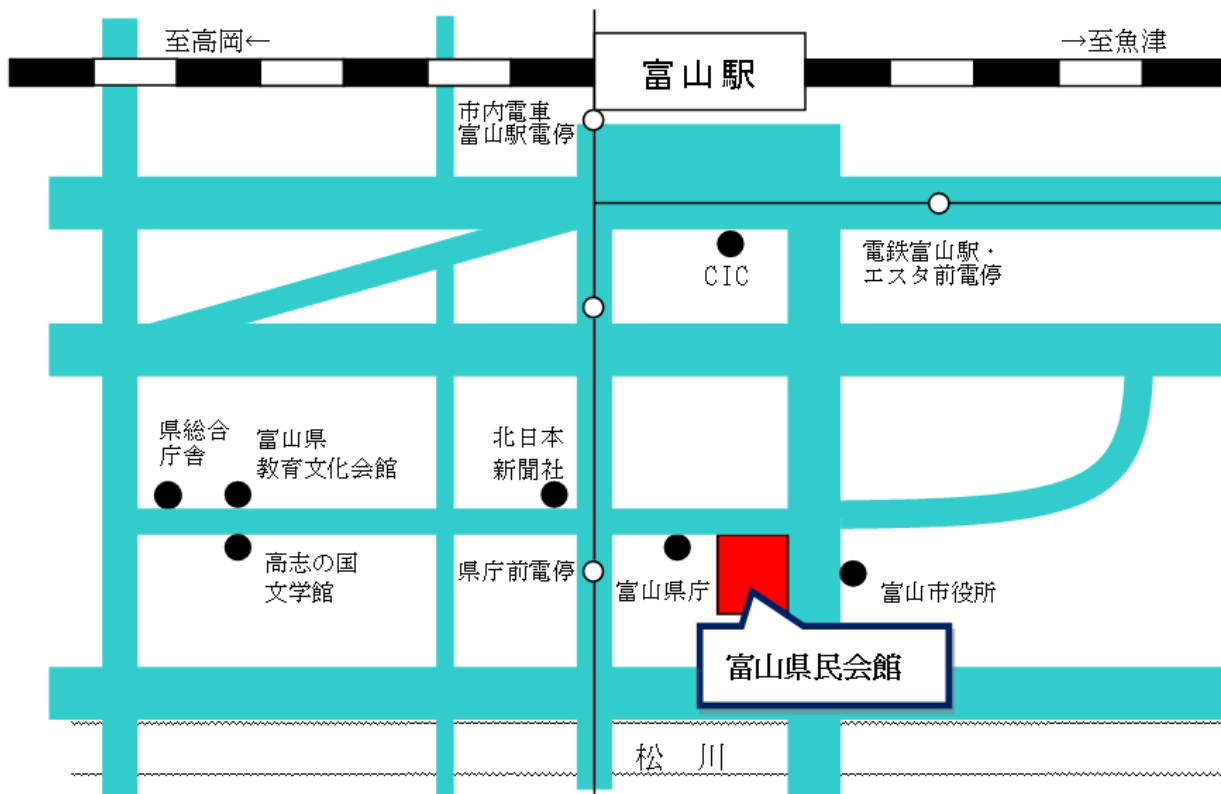 至高岡←
→至魚津
富山駅
市内電車
富山駅電停
電鉄富山駅・
エスタ前電停
CIC
県総合
庁舎
富山県
教育文化会館
北日本
新聞社
高志の国
文学館
県庁前電停
富山県庁
富山市役所
富山県民会館
松川